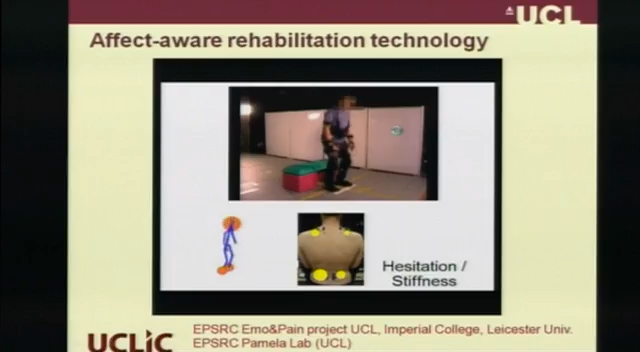 UCL
Affect-aware rehabilitation technology
Hesitation /
Stiffness
EPSRC Emo&Pain project UCL, Imperial College, Leicester Univ.
EPSRC Pamela Lab (UCL)
UCLIC